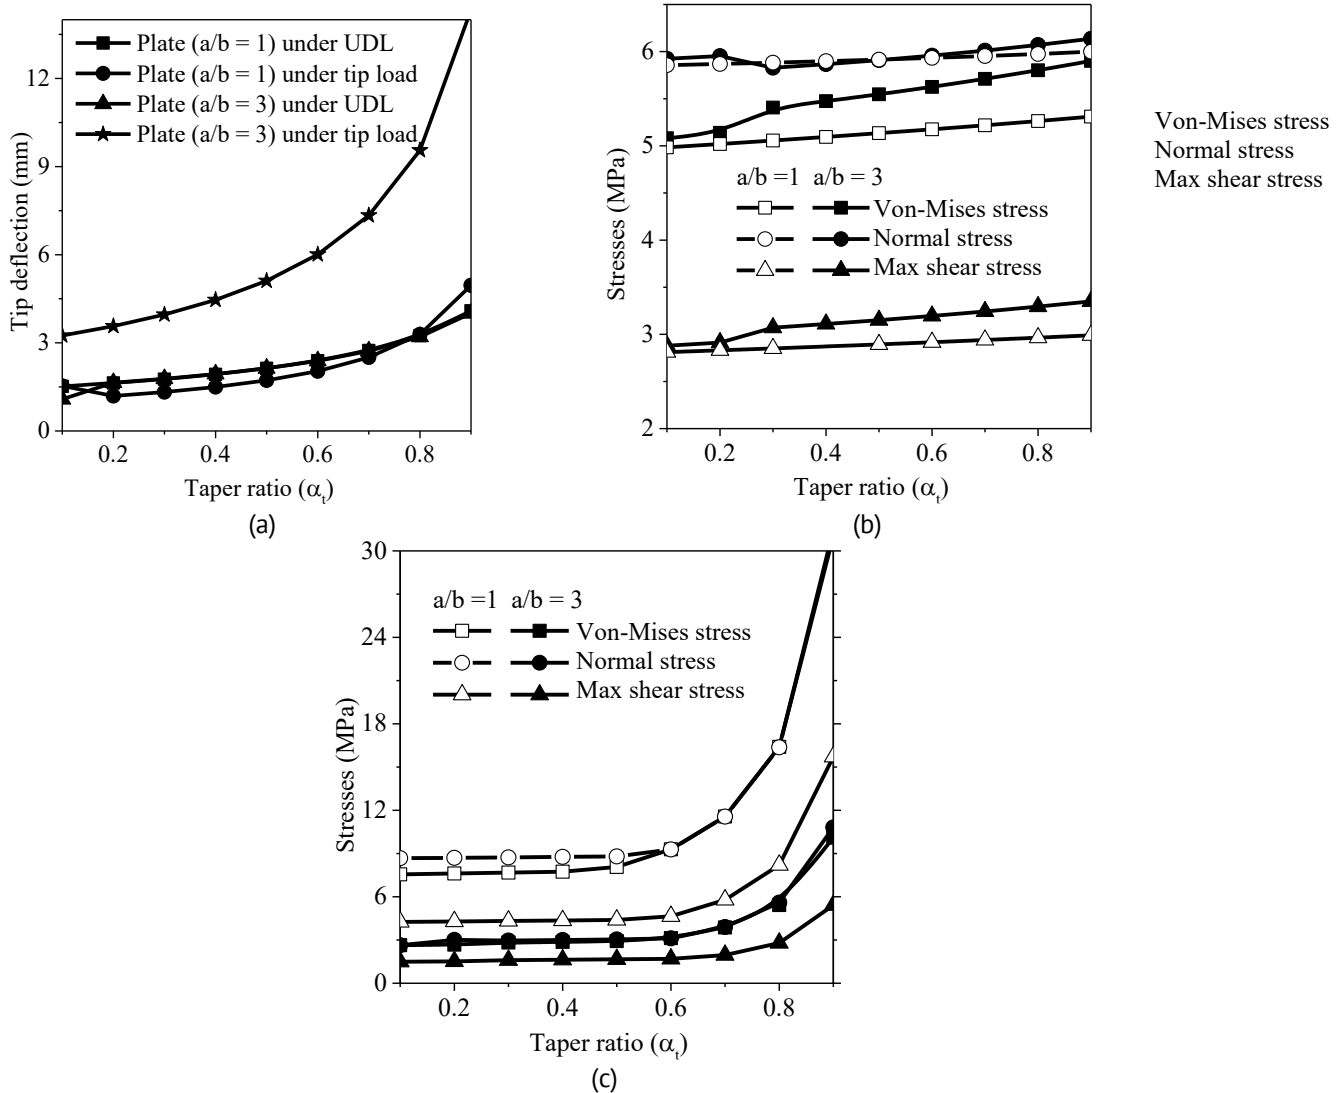 Plate (a/b = 1) under UDL
Plate (a/b = 1) under tip load
Plate (a/b = 3) under UDL
Plate (a/b = 3) under tip load
12
9
6
3
0
Tip deflection (mm)
0.2 0.4 0.6 0.8
Taper ratio (αt)
(a)
6
5
4
3
2
Stresses (MPa)
a/b =1 a/b = 3
Von-Mises stress
Normal stress
Max shear stress
0.2 0.4 0.6 0.8
Taper ratio (αt)
(b)
Von-Mises stress
Normal stress
Max shear stress
30
24
18
12
6
0
Stresses (MPa)
a/b =1 a/b = 3
Von-Mises stress
Normal stress
Max shear stress
0.2 0.4 0.6 0.8
Taper ratio (αt)
(c)